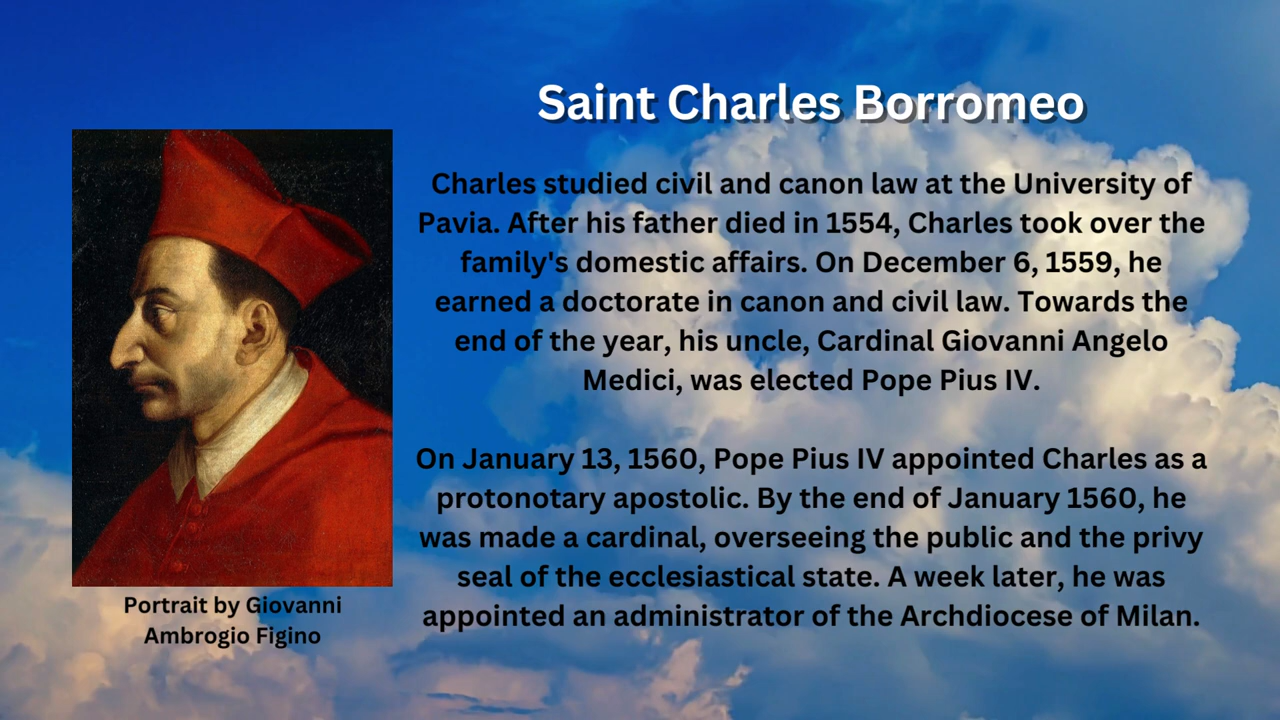 Saint Charles Borromeo
Charles studied civil and canon law at the University of
Pavia. After his father died in 1554, Charles took over the
family's domestic affairs. On December 6, 1559, he
earned a doctorate in canon and civil law. Towards the
end of the year, his uncle, Cardinal Giovanni Angelo
Medici, was elected Pope Pius IV.
On January 13, 1560, Pope Pius IV appointed Charles as a
protonotary apostolic. By the end of January 1560, he
was made a cardinal, overseeing the public and the privy
seal of the ecclesiastical state. A week later, he was
appointed an administrator of the Archdiocese of Milan.
Portrait by Giovanni
Ambrogio Figino